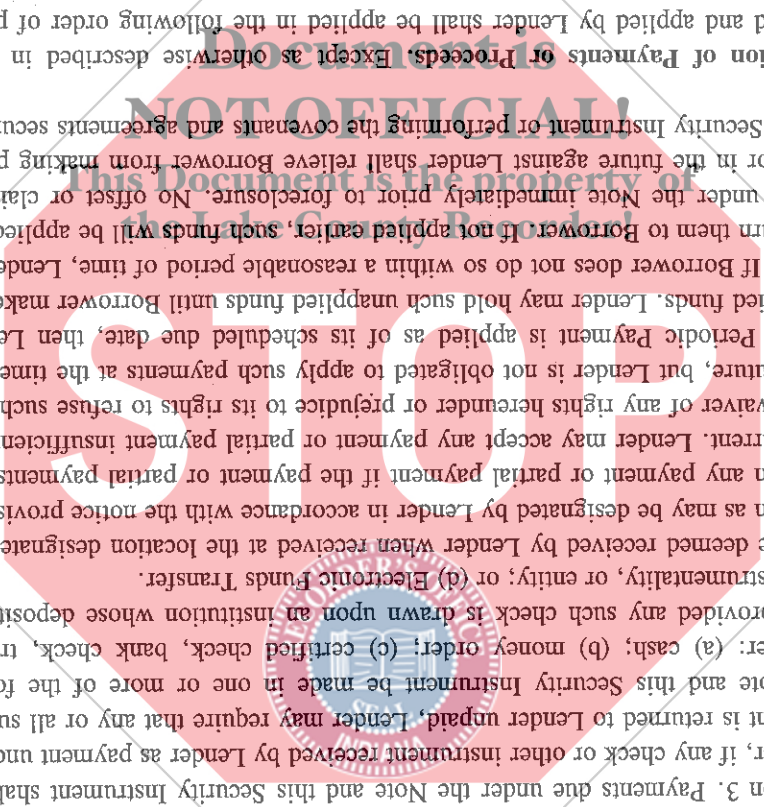 n 3. Payments due under the Note and this Security Instrument shal
r, if any check or other instrument received by Lender as payment und
nt is returned to Lender unpaid, Lender may require that any or all su
ote and this Security Instrument be made in one or more of the fo
er: (a) cash; (b) money order; (c) certified check, bank check, tr
provided any such check is drawn upon an institution whose deposit
strumentality, or entity; or (d) Electronic Funds Transfer.
e deemed received by Lender when received at the location designate
n as may be designated by Lender in accordance with the notice provis
n any payment or partial payment if the payment or partial payments
rrent. Lender may accept any payment or partial payment insufficien
waiver of any rights hereunder or prejudice to its rights to refuse such
uture, but Lender is not obligated to apply such payments at the time
Periodic Payment is applied as of its scheduled due date, then Le
ied funds. Lender may hold such unapplied funds until Borrower make
If Borrower does not do so within a reasonable period of time, Lende
urn them to Borrower. If not applied earlier, such funds will be applied
under the Note immediately prior to foreclosure. No offset or clai
or in the future against Lender shall relieve Borrower from making p
Security Instrument or performing the covenants and agreements secu
ion of Payments or Proceeds. Except as otherwise described in
d and applied by Lender shall be applied in the following order of p
Document is
NOT OFFICIAL!
This Document is the property of
the Lake County Recorder!
STOP
RECORDER'S OFFICE
SEAL
INDIANA